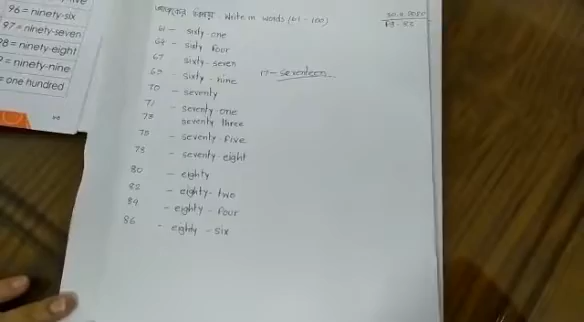 96 = ninety-six
97 = ninety-seven
98 = ninety-eight
= ninety-nine
= one hundred
আজকের বিষয়: Write in words (61 - 100)
61 - sixty-one
64 - sixty four
67 sixty-seven
69 - sixty-nine
17 - seventeen
70 - seventy
71 - seventy-one
73 seventy three
75 - seventy-five
78 - seventy-eight
80 - eighty
82 - eighty-two
84 - eighty-four
86 - eighty-six